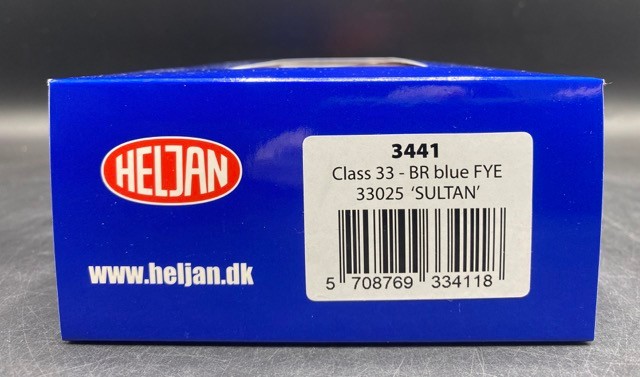 HELJAN
www.heljan.dk
3441
Class 33 - BR blue FYE
33025 'SULTAN'
5 708769 334118